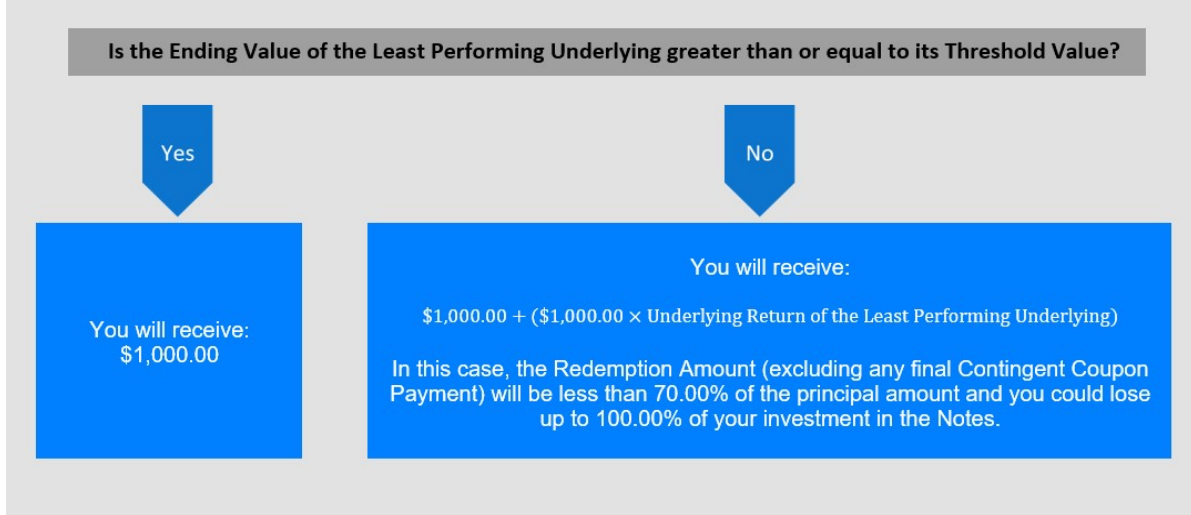 Is the Ending Value of the Least Performing Underlying greater than or equal to its Threshold Value?
Yes
No
You will receive:
$1,000.00
You will receive:
$1,000.00 + ($1,000.00 × Underlying Return of the Least Performing Underlying)
In this case, the Redemption Amount (excluding any final Contingent Coupon
Payment) will be less than 70.00% of the principal amount and you could lose
up to 100.00% of your investment in the Notes.